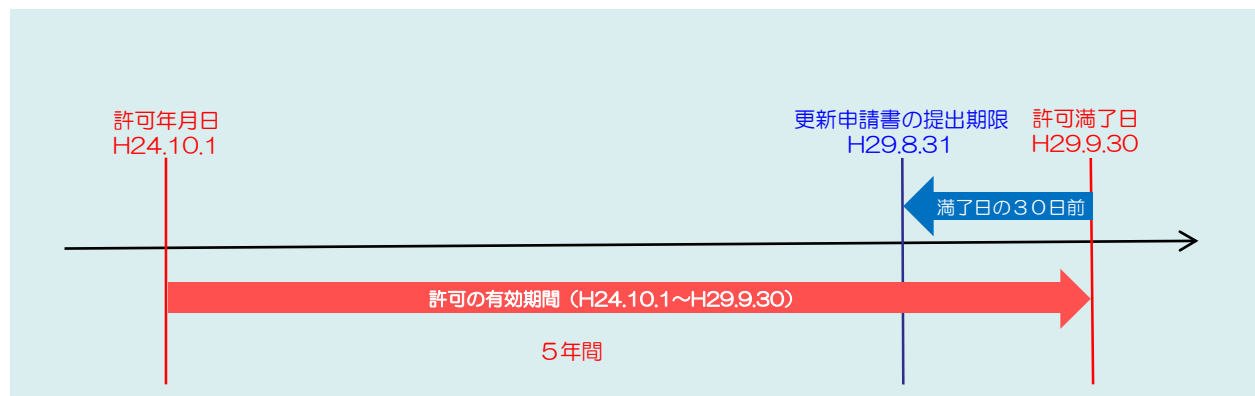 許可年月日
H24.10.1
更新申請書の提出期限
H29.8.31
許可満了日
H29.9.30
満了日の３０日前
許可の有効期間（H24.10.1～H29.9.30）
５年間